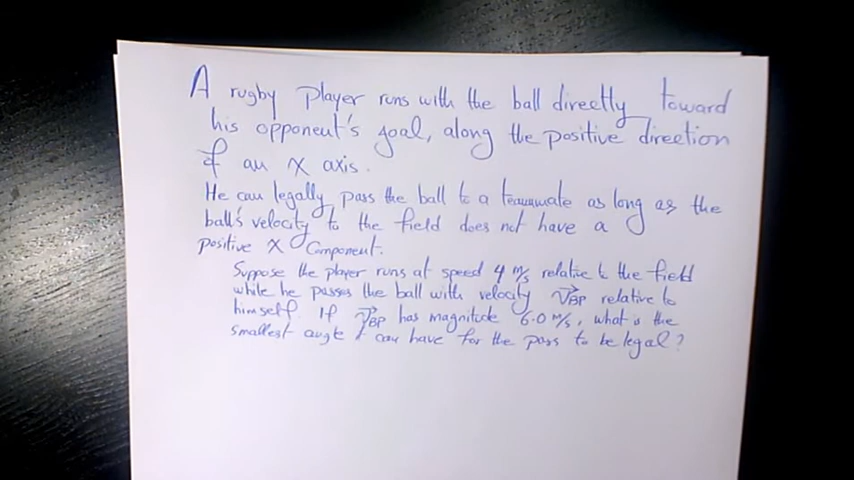 A rugby player runs with the ball directly toward
his opponent's goal, along the positive direction
of an x axis.
He can legally pass the ball to a teammate as long as the
ball's velocity to the field does not have a
positive x component.
Suppose the player runs at speed 4 m/s relative to the field
while he passes the ball with velocity V⃗BP relative to
himself. If V⃗BP has magnitude 6.0 m/s, what is the
smallest angle it can have for the pass to be legal?